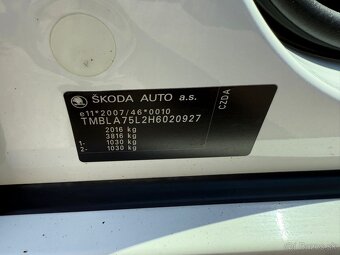 ŠKODA AUTO a.s.
e11*2007/46*0010
TMBLA75L2H6020927
2016 kg
3816 kg
1- 1030 kg
2- 1030 kg
CZDA